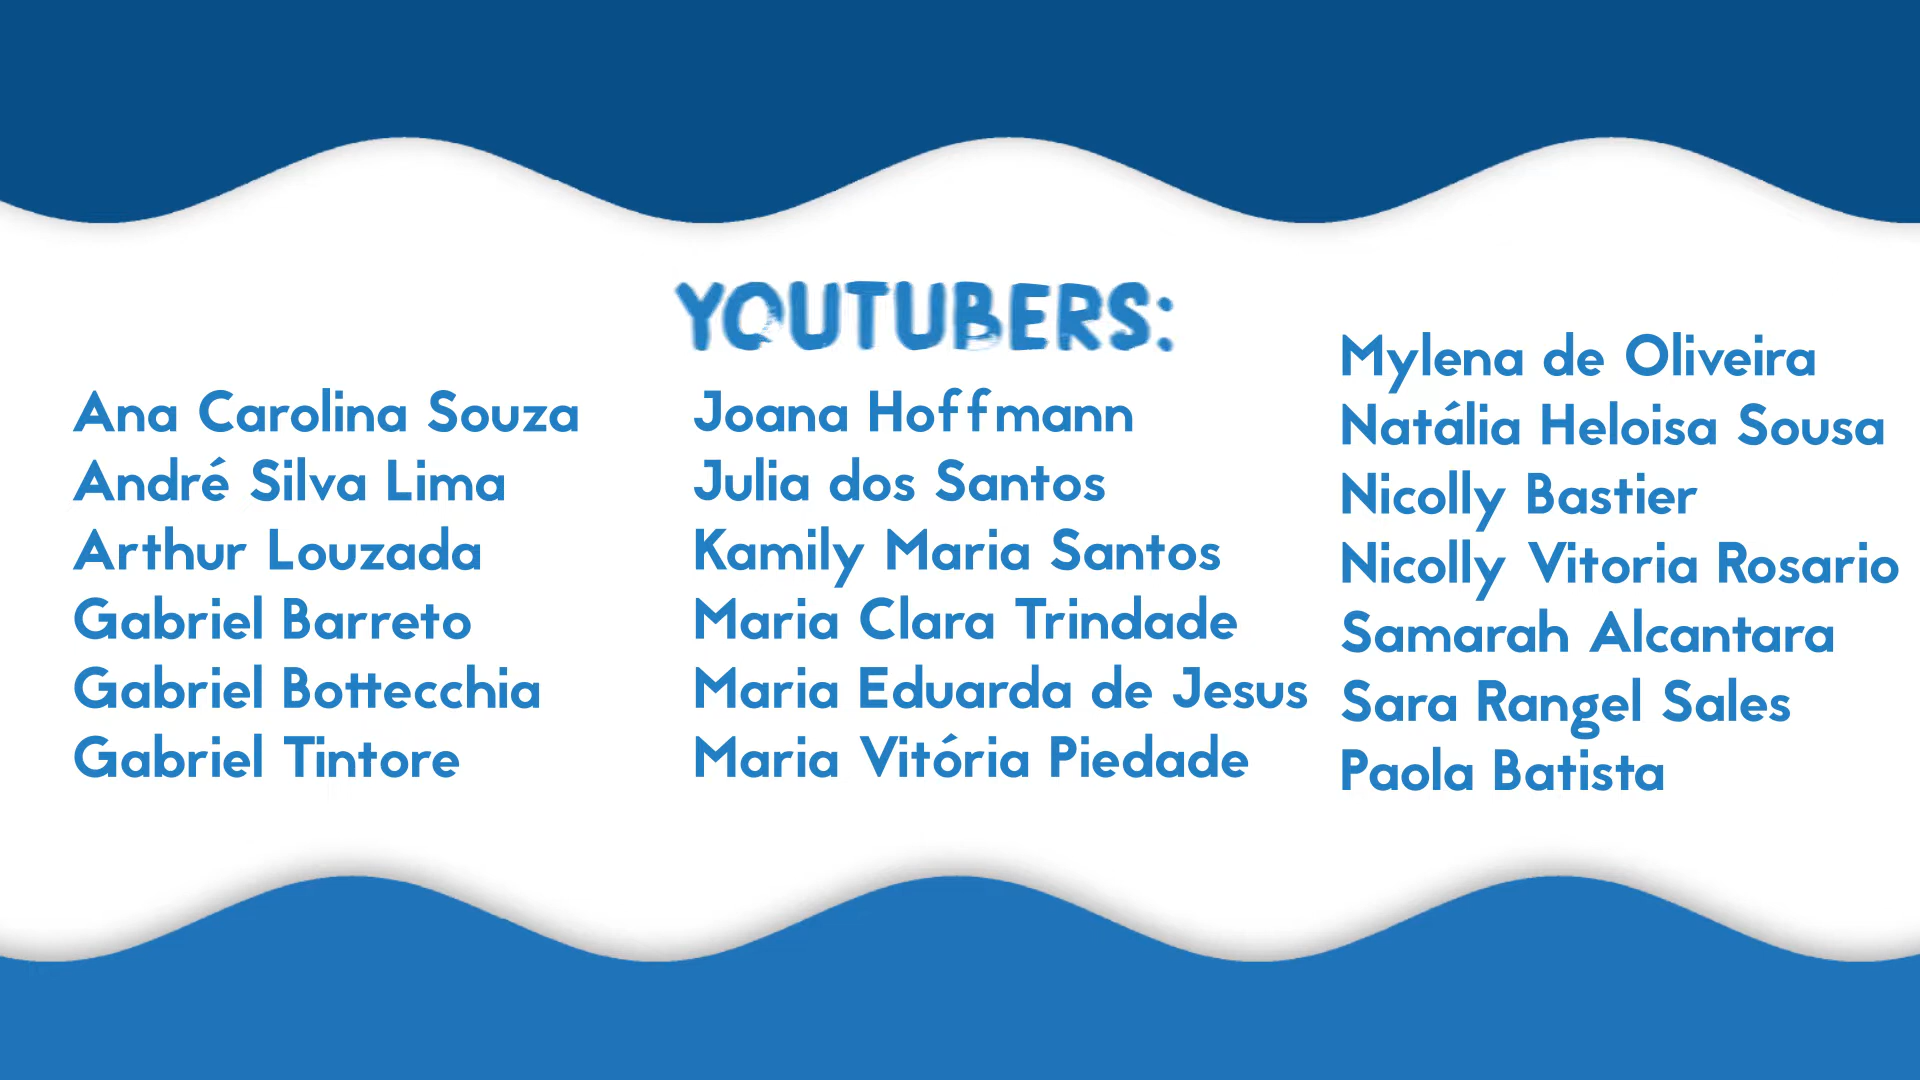 YOUTUBERS:
Ana Carolina Souza
André Silva Lima
Arthur Louzada
Gabriel Barreto
Gabriel Bottecchia
Gabriel Tintore
Joana Hoffmann
Julia dos Santos
Kamily Maria Santos
Maria Clara Trindade
Maria Eduarda de Jesus
Maria Vitória Piedade
Mylena de Oliveira
Natália Heloisa Sousa
Nicolly Bastier
Nicolly Vitoria Rosario
Samarah Alcantara
Sara Rangel Sales
Paola Batista